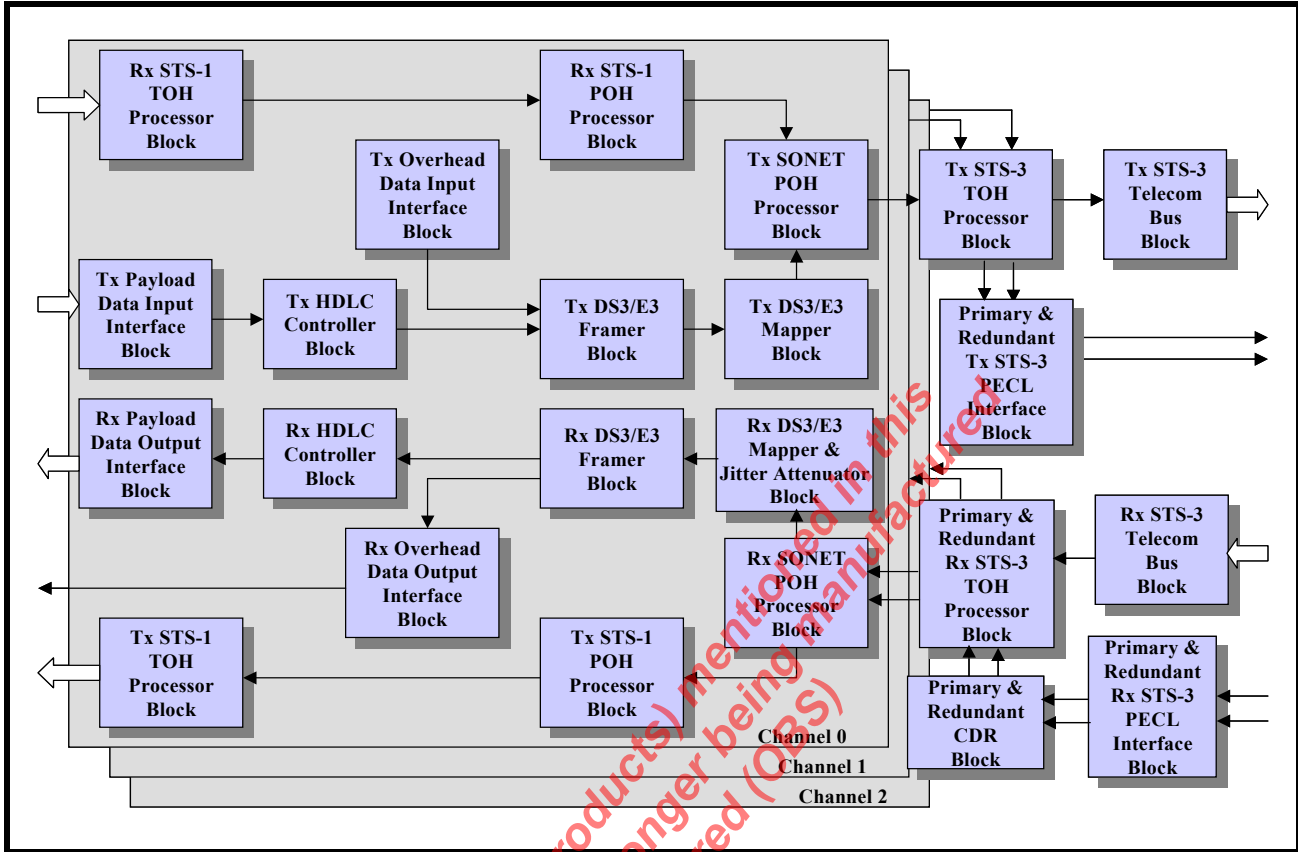 Rx STS-1
TOH
Processor
Block
Rx STS-1
POH
Processor
Block
Tx Overhead
Data Input
Interface
Block
Tx SONET
POH
Processor
Block
Tx STS-3
TOH
Processor
Block
Tx STS-3
Telecom
Bus
Block
Tx Payload
Data Input
Interface
Block
Tx HDLC
Controller
Block
Tx DS3/E3
Framer
Block
Tx DS3/E3
Mapper
Block
Primary &
Redundant
Tx STS-3
PECL
Interface
Block
Rx Payload
Data Output
Interface
Block
Rx HDLC
Controller
Block
Rx DS3/E3
Framer
Block
Rx DS3/E3
Mapper &
Jitter Attenuator
Block
Rx Overhead
Data Output
Interface
Block
Rx SONET
POH
Processor
Block
Primary &
Redundant
Rx STS-3
TOH
Processor
Block
Rx STS-3
Telecom
Bus
Block
Tx STS-1
TOH
Processor
Block
Tx STS-1
POH
Processor
Block
Primary &
Redundant
CDR
Block
Primary &
Redundant
Rx STS-3
PECL
Interface
Block
Channel 0
Channel 1
Channel 2
mentioned in this
longer being manufactured
(OBS)